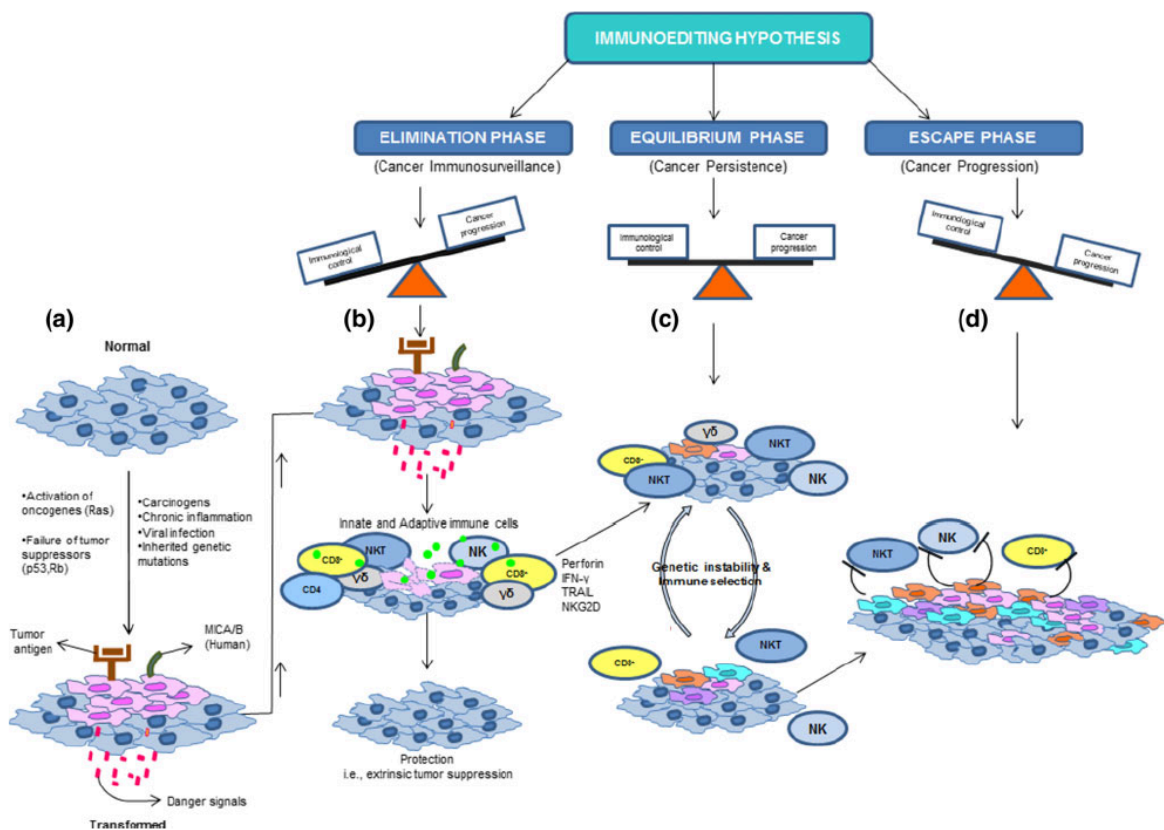 IMMUNOEDITING HYPOTHESIS
ELIMINATION PHASE
(Cancer Immunosurveillance)
EQUILIBRIUM PHASE
(Cancer Persistence)
ESCAPE PHASE
(Cancer Progression)
Immunological
control
Cancer
progression
Immunological
control
Cancer
progression
Immunological
control
Cancer
progression
(a)
(b)
(c)
(d)
Normal
•Activation of
oncogenes (Ras)
•Failure of tumor
suppressors
(p53,Rb)
•Carcinogens
•Chronic inflammation
•Viral infection
•Inherited genetic
mutations
Tumor
antigen
MICA/B
(Human)
Danger signals
Transformed
Innate and Adaptive immune cells
CD8+
NKT
NK
CD8+
γδ
CD4
γδ
Perforin
IFN-γ
TRAIL
NKG2D
Protection
i.e., extrinsic tumor suppression
γδ
NKT
CD8+
NKT
NK
Genetic instability &
Immune selection
CD8+
NKT
NK
NKT
NK
CD8+